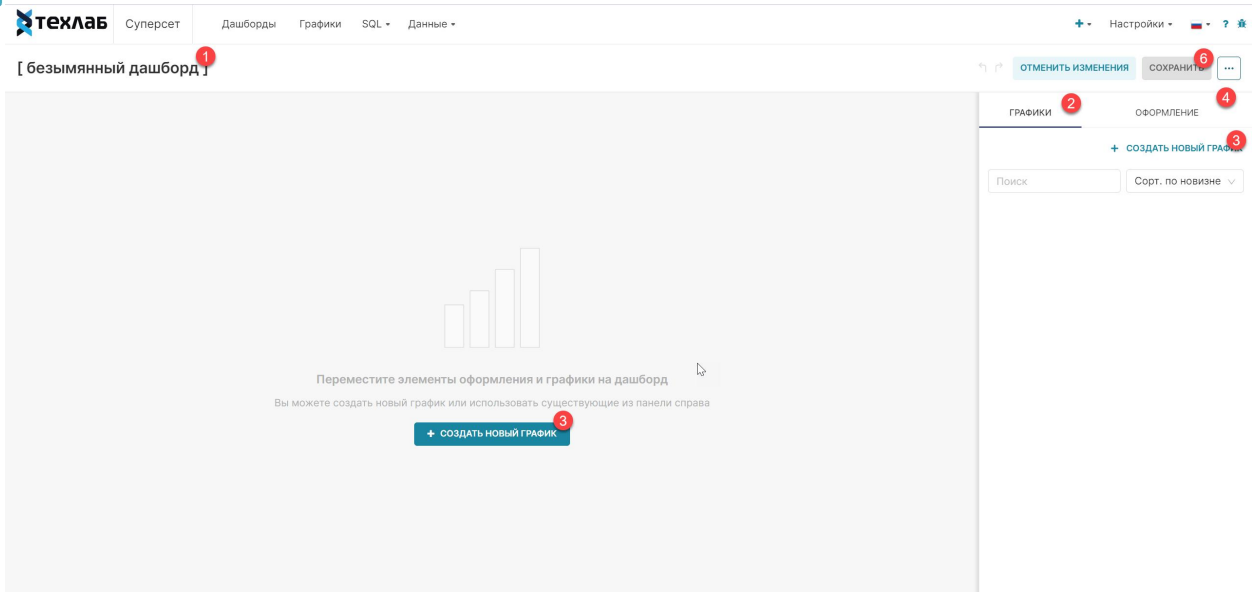 ТЕХЛАБ Суперсет Дашборды Графики SQL Данные + Настройки ?
[ безымянный дашборд ] 1 ОТМЕНИТЬ ИЗМЕНЕНИЯ СОХРАНИТЬ 6 ...
ГРАФИКИ 2 ОФОРМЛЕНИЕ 4
+ СОЗДАТЬ НОВЫЙ ГРАФИК 3
Поиск Сорт. по новизне
Переместите элементы оформления и графики на дашборд
Вы можете создать новый график или использовать существующие из панели справа
+ СОЗДАТЬ НОВЫЙ ГРАФИК 3